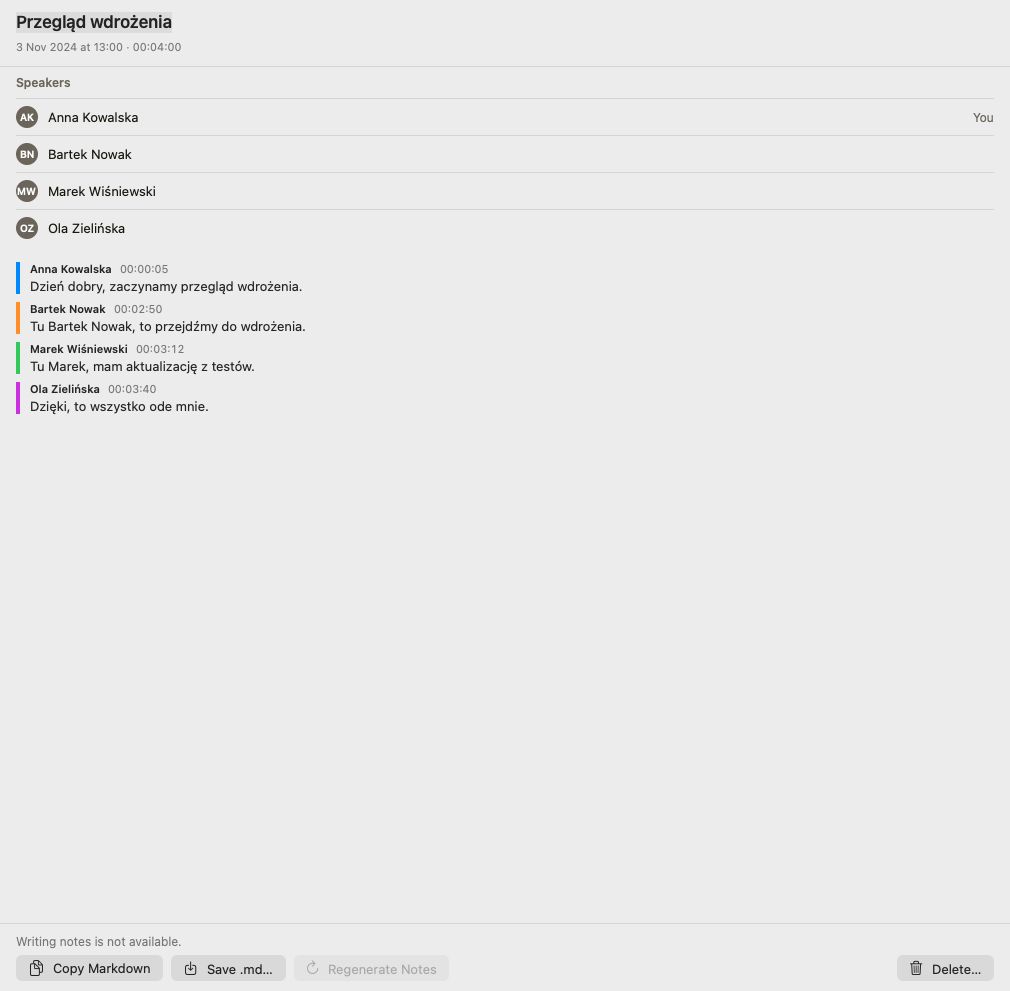 Przegląd wdrożenia
3 Nov 2024 at 13:00 · 00:04:00
Speakers
AK Anna Kowalska You
BN Bartek Nowak
MW Marek Wiśniewski
OZ Ola Zielińska
Anna Kowalska 00:00:05
Dzień dobry, zaczynamy przegląd wdrożenia.
Bartek Nowak 00:02:50
Tu Bartek Nowak, to przejdźmy do wdrożenia.
Marek Wiśniewski 00:03:12
Tu Marek, mam aktualizację z testów.
Ola Zielińska 00:03:40
Dzięki, to wszystko ode mnie.
Writing notes is not available.
Copy Markdown Save .md... Regenerate Notes Delete...